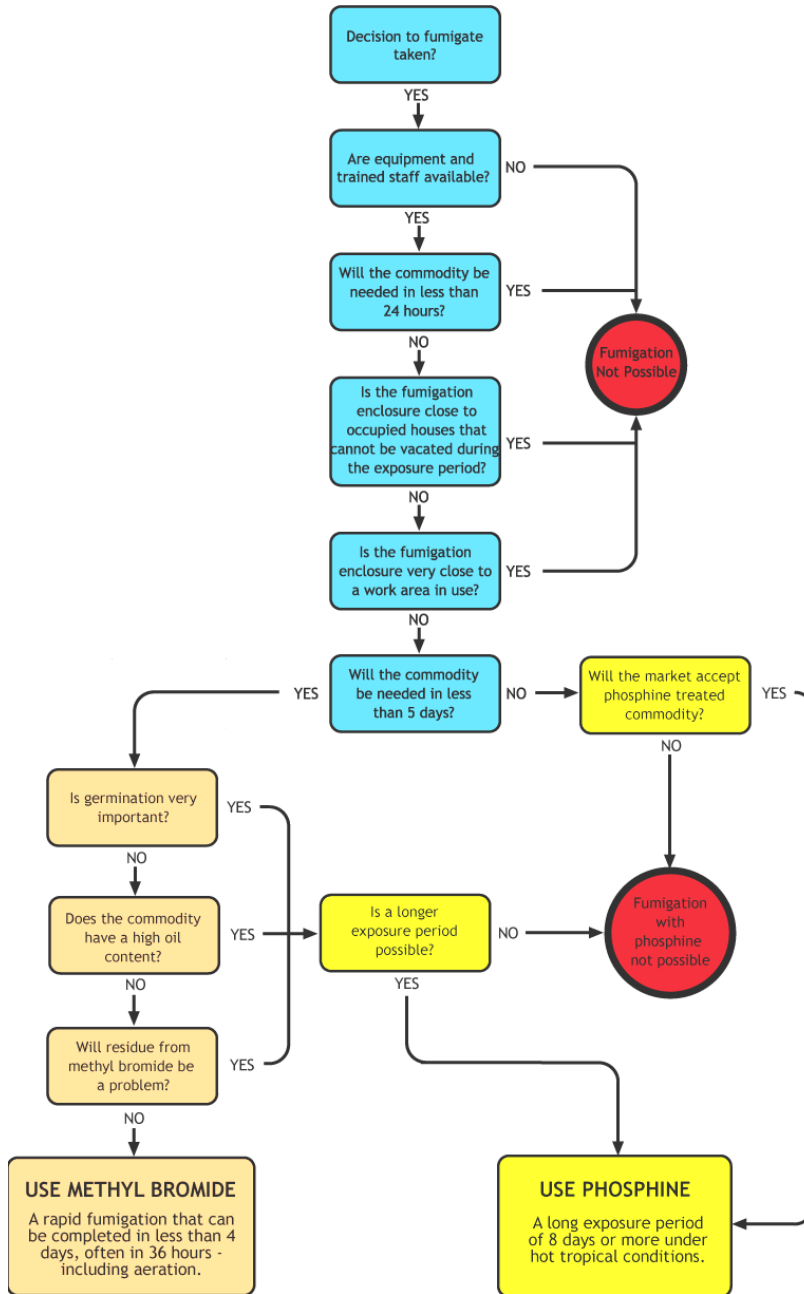 Decision to fumigate
taken?
YES
Are equipment and
trained staff available?
NO
YES
Will the commodity be
needed in less than
24 hours?
YES
NO
Fumigation
Not Possible
Is the fumigation
enclosure close to
occupied houses that
cannot be vacated during
the exposure period?
YES
NO
Is the fumigation
enclosure very close to
a work area in use?
YES
NO
YES
Will the commodity
be needed in less
than 5 days?
NO
Will the market accept
phosphine treated
commodity?
YES
NO
Is germination very
important?
YES
NO
Does the commodity
have a high oil
content?
YES
Is a longer
exposure period
possible?
NO
Fumigation
with
phosphine
not possible
NO
YES
Will residue from
methyl bromide be
a problem?
YES
NO
USE METHYL BROMIDE
A rapid fumigation that can
be completed in less than 4
days, often in 36 hours -
including aeration.
USE PHOSPHINE
A long exposure period
of 8 days or more under
hot tropical conditions.